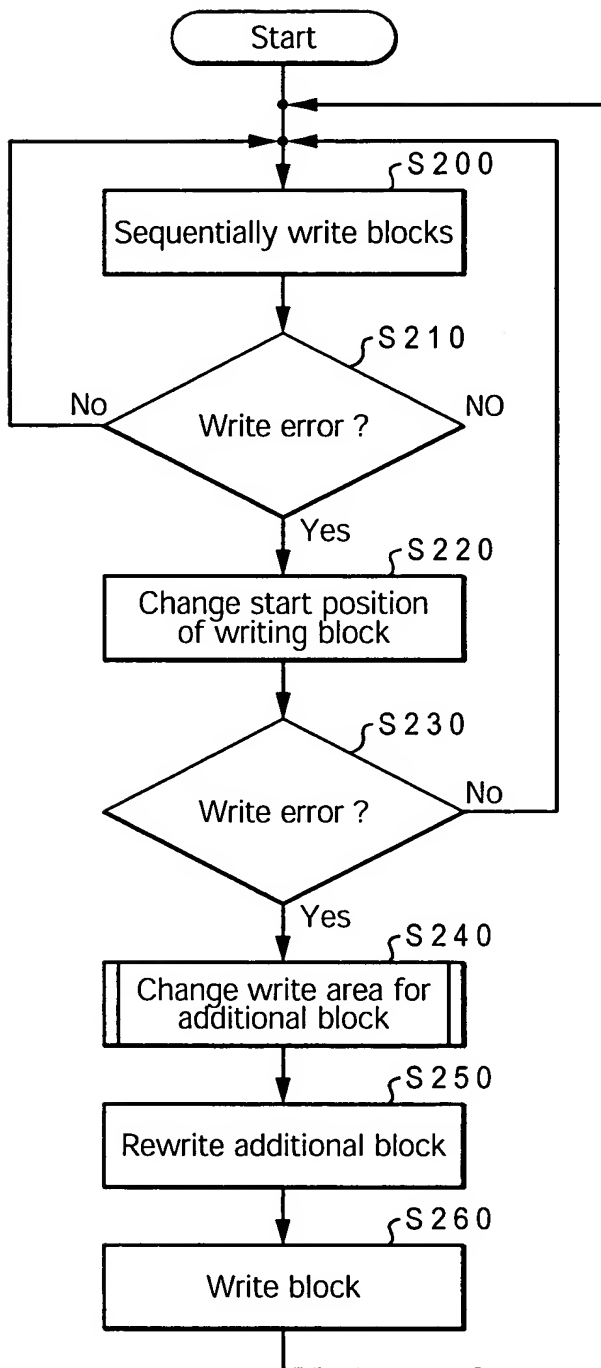 Start
S200
Sequentially write blocks
S210
No
Write error ?
NO
Yes
S220
Change start position
of writing block
S230
Write error ?
No
Yes
S240
Change write area for
additional block
S250
Rewrite additional block
S260
Write block